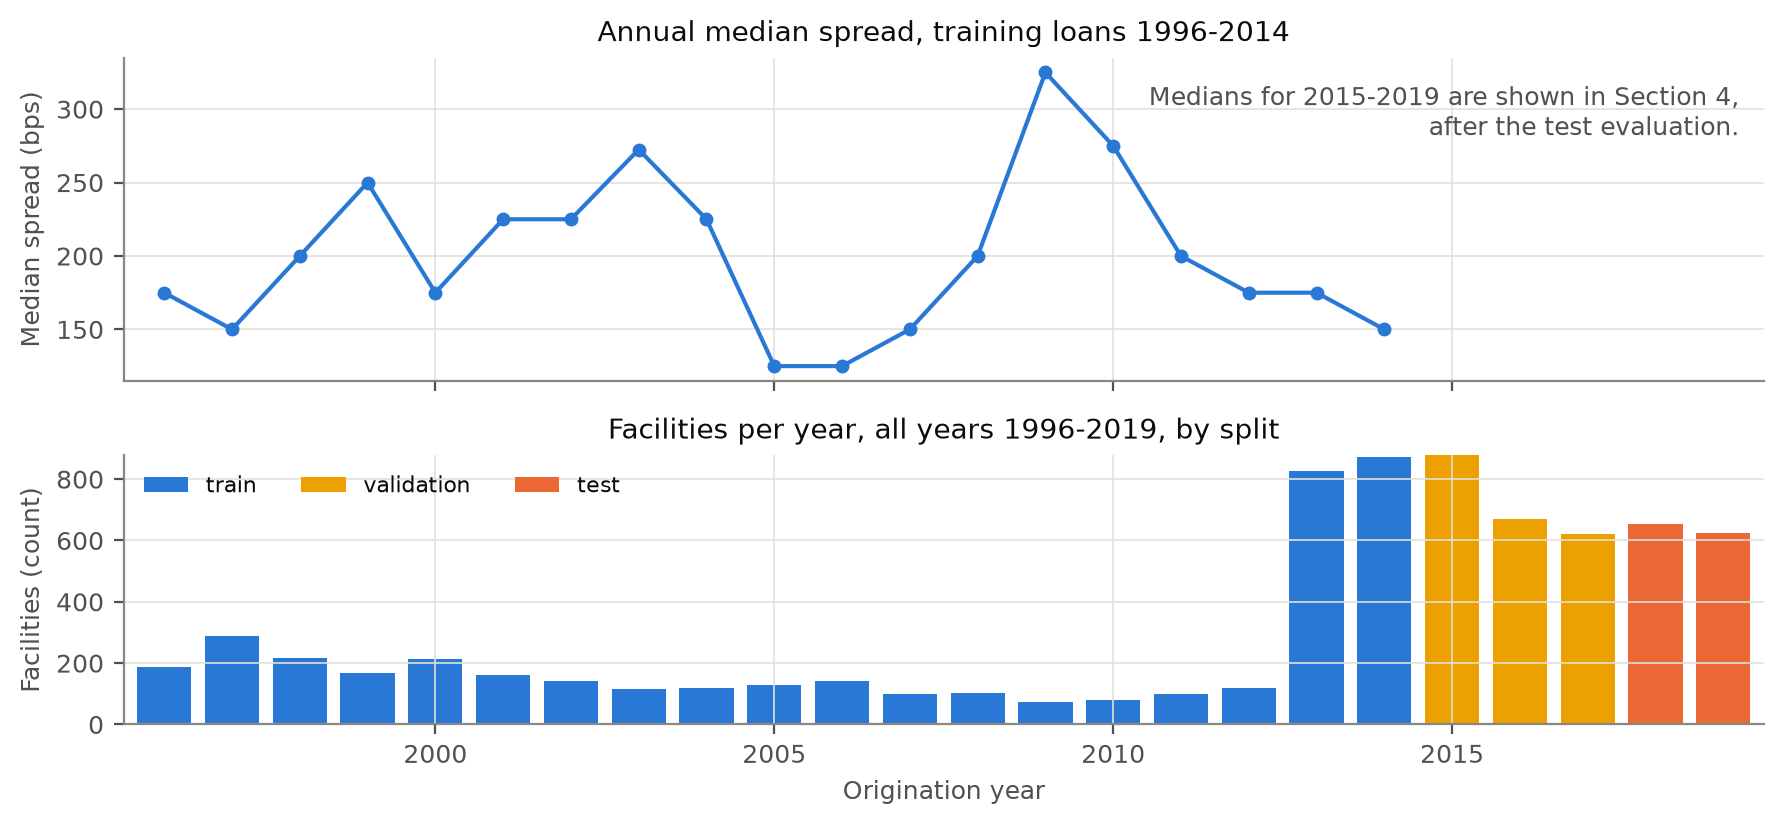 Annual median spread, training loans 1996-2014
Median spread (bps)
300
250
200
150
Medians for 2015-2019 are shown in Section 4,
after the test evaluation.
Facilities per year, all years 1996-2019, by split
Facilities (count)
800
600
400
200
0
train
validation
test
2000
2005
2010
2015
Origination year